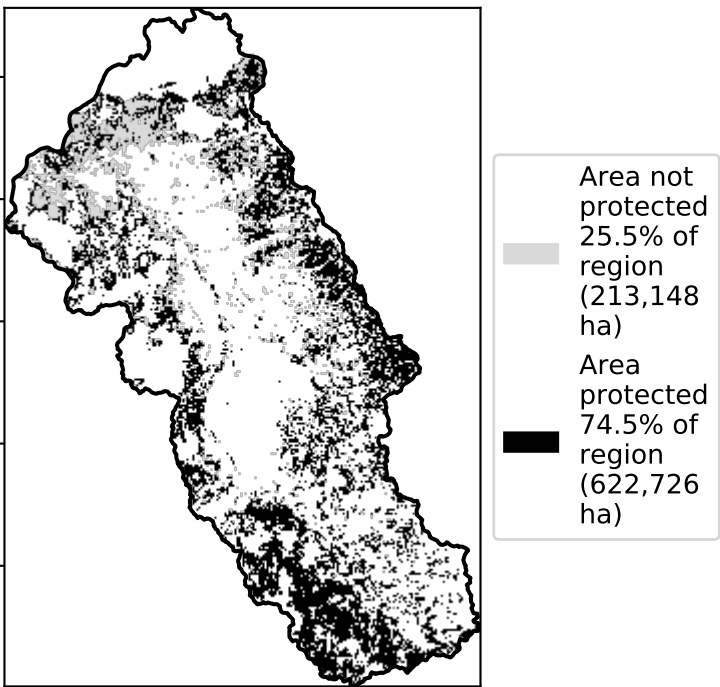 Area not
protected
25.5% of
region
(213,148
ha)
Area
protected
74.5% of
region
(622,726
ha)